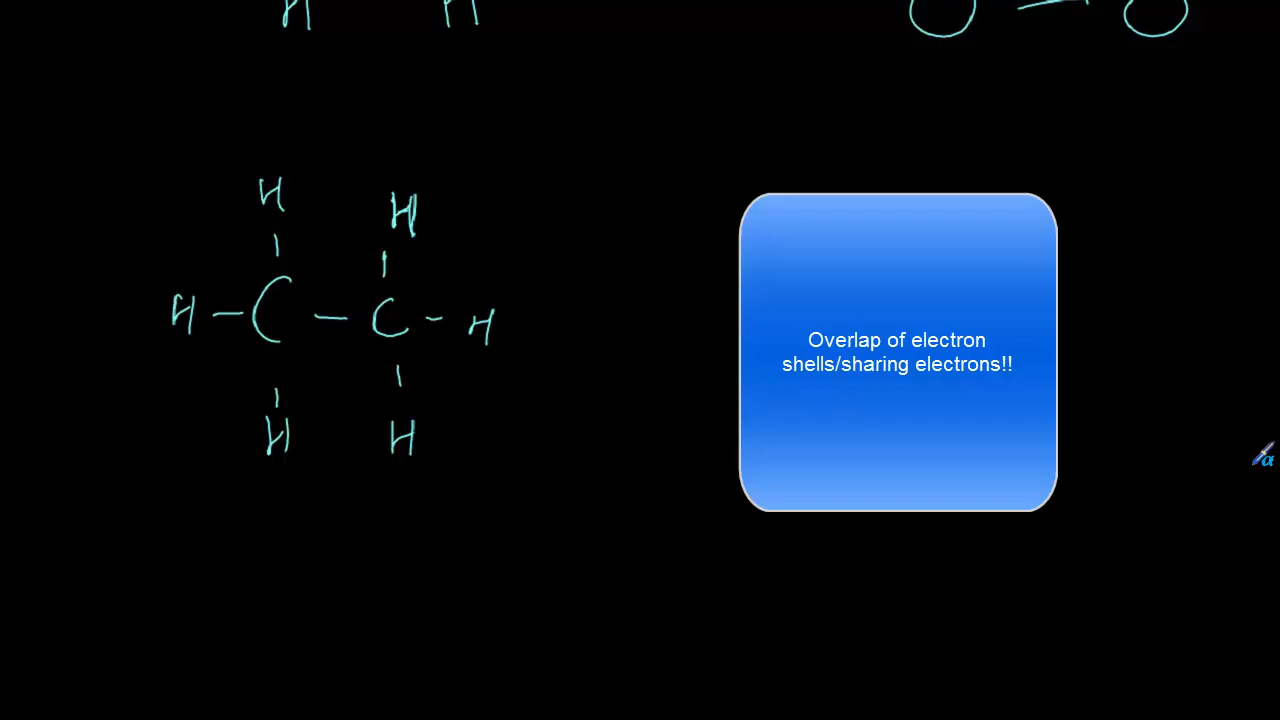 H H
H - C - C - H
H H
Overlap of electron
shells/sharing electrons!!